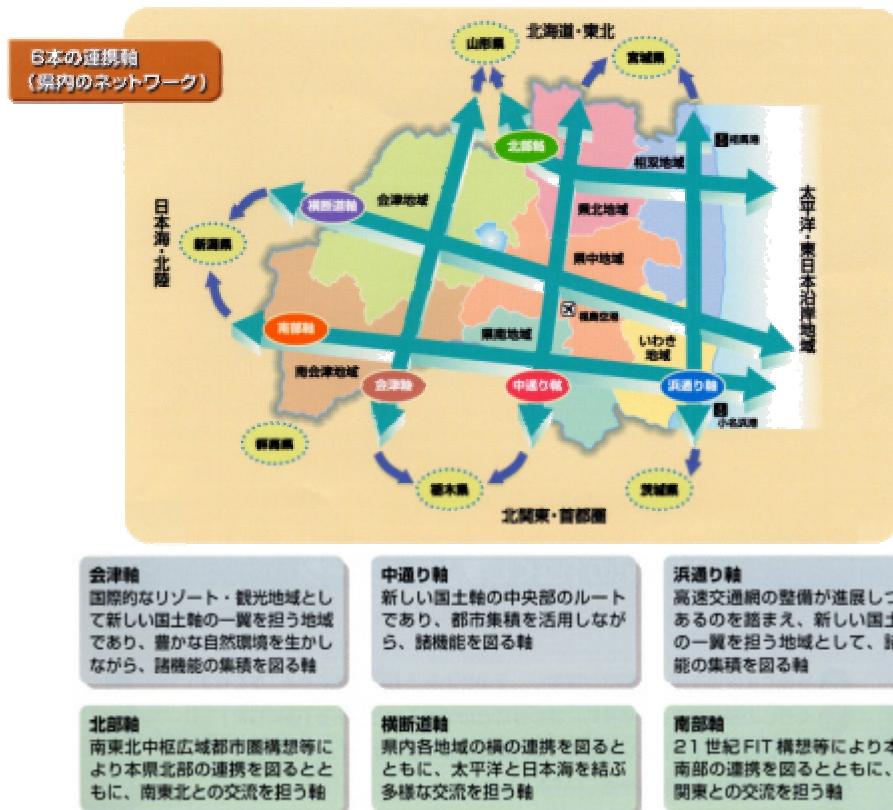 6本の連携軸
(県内のネットワーク)
北海道・東北
山形県
宮城県
北部軸
相馬港
相双地域
日本海・北陸
横断道軸
会津地域
県北地域
太平洋・東日本沿岸地域
新潟県
県中地域
福島空港
南部軸
県南地域
いわき
地域
南会津地域
会津軸
中通り軸
浜通り軸
小名浜港
群馬県
栃木県
茨城県
北関東・首都圏
会津軸
国際的なリゾート・観光地域とし
て新しい国土軸の一翼を担う地域
であり、豊かな自然環境を生かし
ながら、諸機能の集積を図る軸
中通り軸
新しい国土軸の中央部のルート
であり、都市集積を活用しなが
ら、諸機能を図る軸
浜通り軸
高速交通網の整備が進展しつ
あるのを踏まえ、新しい国土
の一翼を担う地域として、諸
能の集積を図る軸
北部軸
南東北中枢広域都市圏構想等に
より本県北部の連携を図るとと
もに、南東北との交流を担う軸
横断道軸
県内各地域の横の連携を図ると
ともに、太平洋と日本海を結ぶ
多様な交流を担う軸
南部軸
21世紀FIT構想等により本
南部の連携を図るとともに、
関東との交流を担う軸